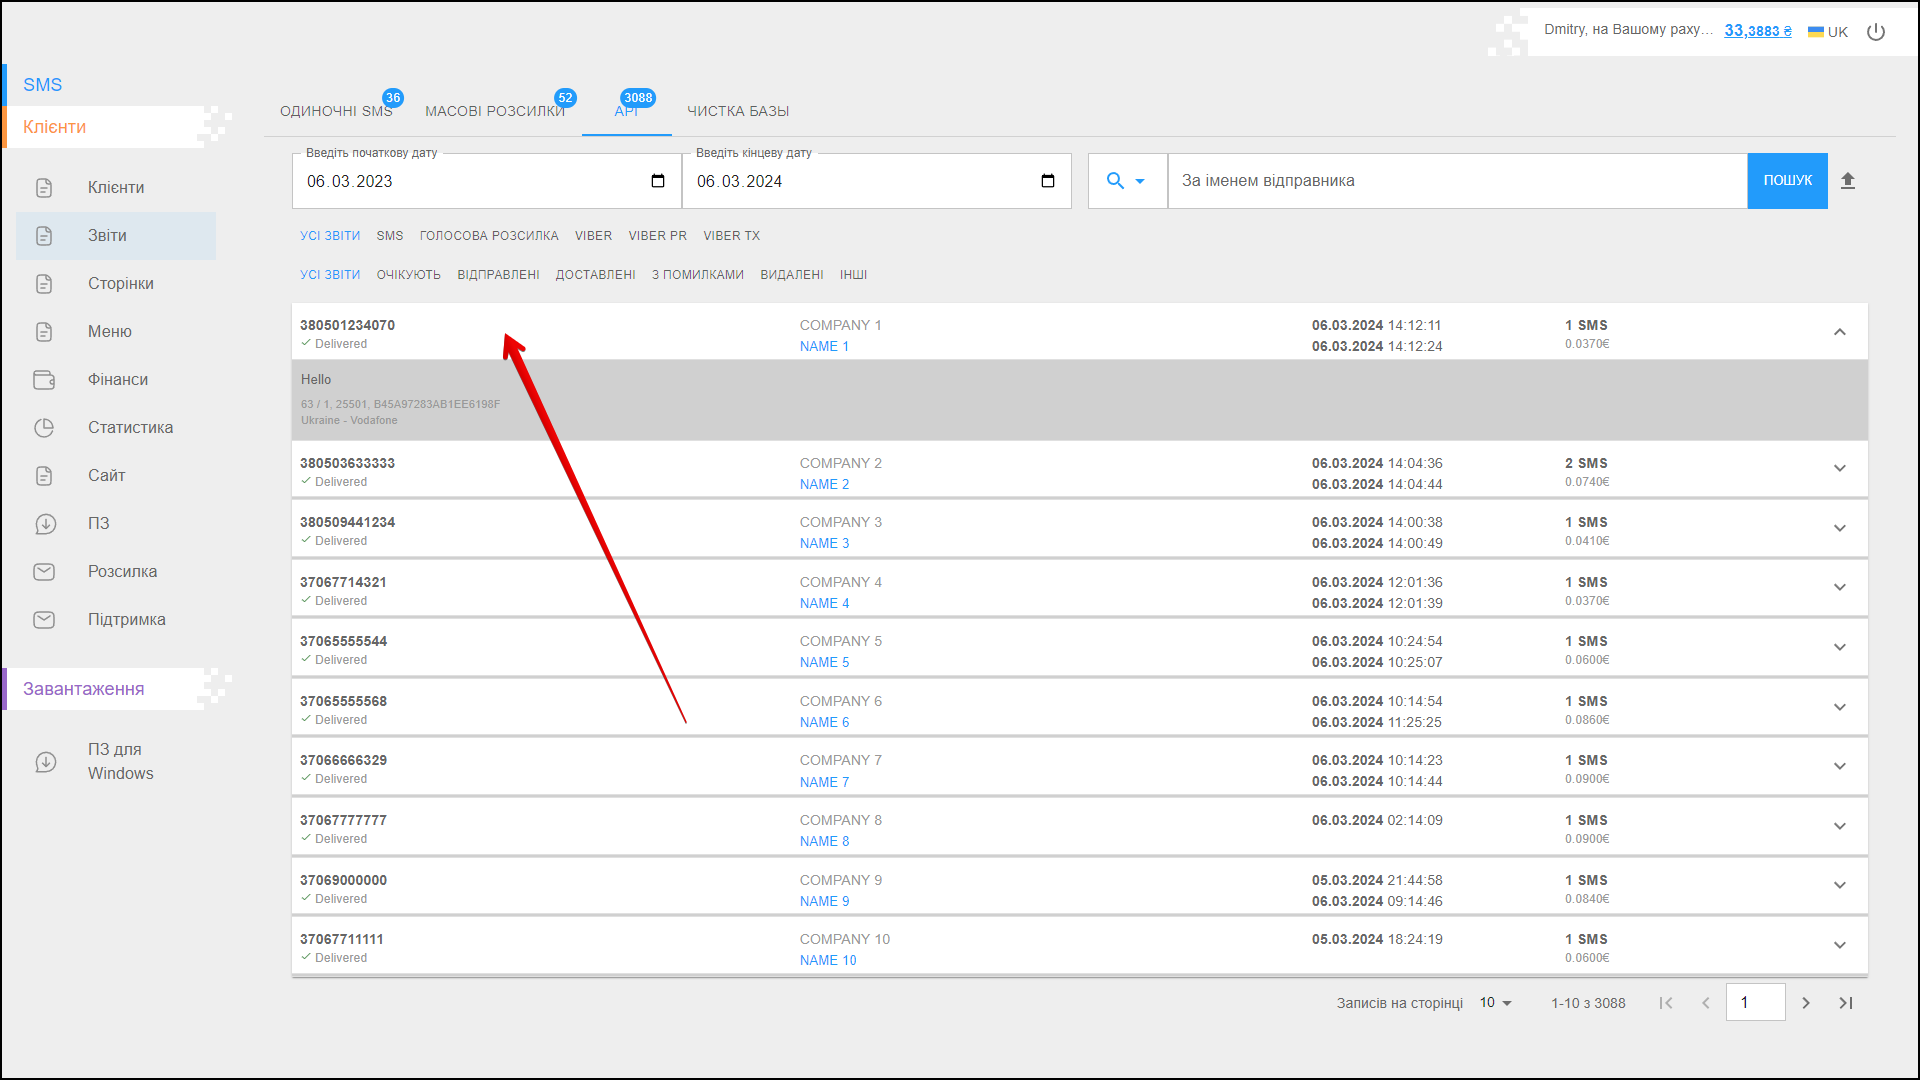 Dmitry, на Вашому раху... 33,3883 ₴ UK
SMS
Клієнти
Клієнти
Звіти
Сторінки
Меню
Фінанси
Статистика
Сайт
ПЗ
Розсилка
Підтримка
Завантаження
ПЗ для
Windows
ОДИНОЧНІ SMS 36 МАСОВІ РОЗСИЛКИ 52 API 3088 ЧИСТКА БАЗЫ
Введіть початкову дату Введіть кінцеву дату
06.03.2023 06.03.2024 За іменем відправника ПОШУК
УСІ ЗВІТИ SMS ГОЛОСОВА РОЗСИЛКА VIBER VIBER PR VIBER TX
УСІ ЗВІТИ ОЧІКУЮТЬ ВІДПРАВЛЕНІ ДОСТАВЛЕНІ З ПОМИЛКАМИ ВИДАЛЕНІ ІНШІ
380501234070 COMPANY 1 06.03.2024 14:12:11 1 SMS
Delivered NAME 1 06.03.2024 14:12:24 0.0370€
Hello
63 / 1, 25501, B45A97283AB1EE6198F
Ukraine - Vodafone
380503633333 COMPANY 2 06.03.2024 14:04:36 2 SMS
Delivered NAME 2 06.03.2024 14:04:44 0.0740€
380509441234 COMPANY 3 06.03.2024 14:00:38 1 SMS
Delivered NAME 3 06.03.2024 14:00:49 0.0410€
37067714321 COMPANY 4 06.03.2024 12:01:36 1 SMS
Delivered NAME 4 06.03.2024 12:01:39 0.0370€
37065555544 COMPANY 5 06.03.2024 10:24:54 1 SMS
Delivered NAME 5 06.03.2024 10:25:07 0.0600€
37065555568 COMPANY 6 06.03.2024 10:14:54 1 SMS
Delivered NAME 6 06.03.2024 11:25:25 0.0860€
37066666329 COMPANY 7 06.03.2024 10:14:23 1 SMS
Delivered NAME 7 06.03.2024 10:14:44 0.0900€
37067777777 COMPANY 8 06.03.2024 02:14:09 1 SMS
Delivered NAME 8 0.0900€
37069000000 COMPANY 9 05.03.2024 21:44:58 1 SMS
Delivered NAME 9 06.03.2024 09:14:46 0.0840€
37067711111 COMPANY 10 05.03.2024 18:24:19 1 SMS
Delivered NAME 10 0.0600€
Записів на сторінці 10 1-10 з 3088 1